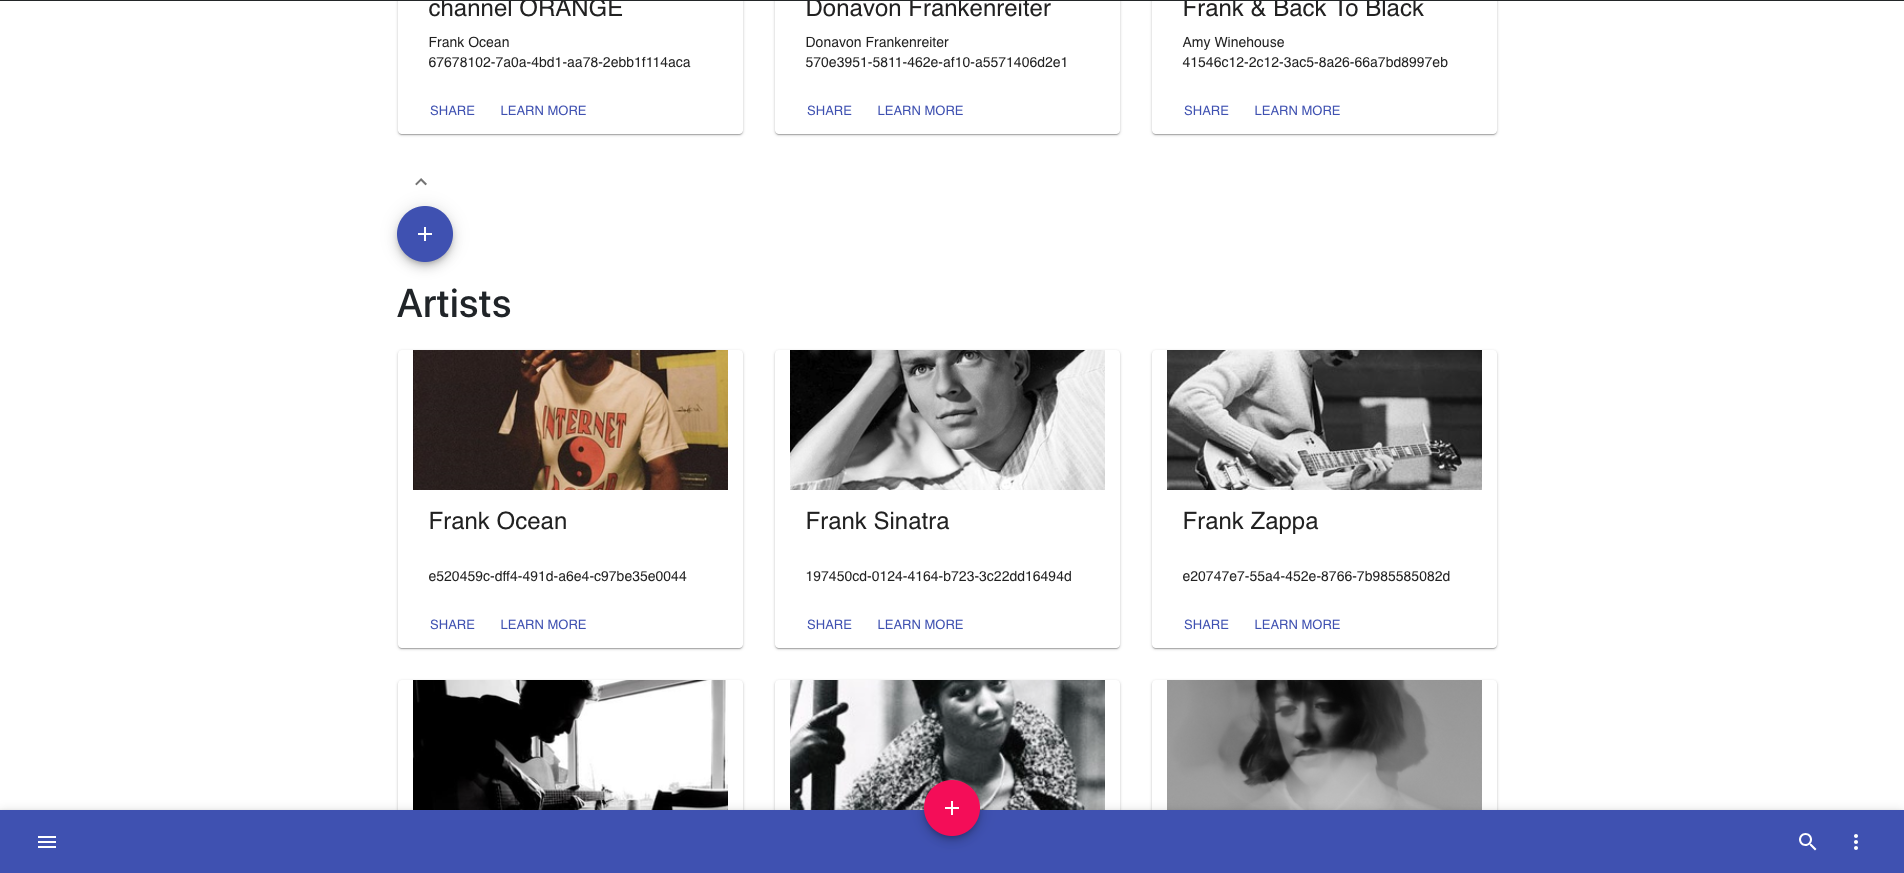 channel ORANGE
Donavon Frankenreiter
Frank & Back To Black
Frank Ocean
Donavon Frankenreiter
Amy Winehouse
67678102-7a0a-4bd1-aa78-2ebb1f114aca
570e3951-5811-462e-af10-a5571406d2e1
41546c12-2c12-3ac5-8a26-66a7bd8997eb
SHARE LEARN MORE
SHARE LEARN MORE
SHARE LEARN MORE
Artists
INTERNET
Frank Ocean
Frank Sinatra
Frank Zappa
e520459c-dff4-491d-a6e4-c97be35e0044
197450cd-0124-4164-b723-3c22dd16494d
e20747e7-55a4-452e-8766-7b985585082d
SHARE LEARN MORE
SHARE LEARN MORE
SHARE LEARN MORE